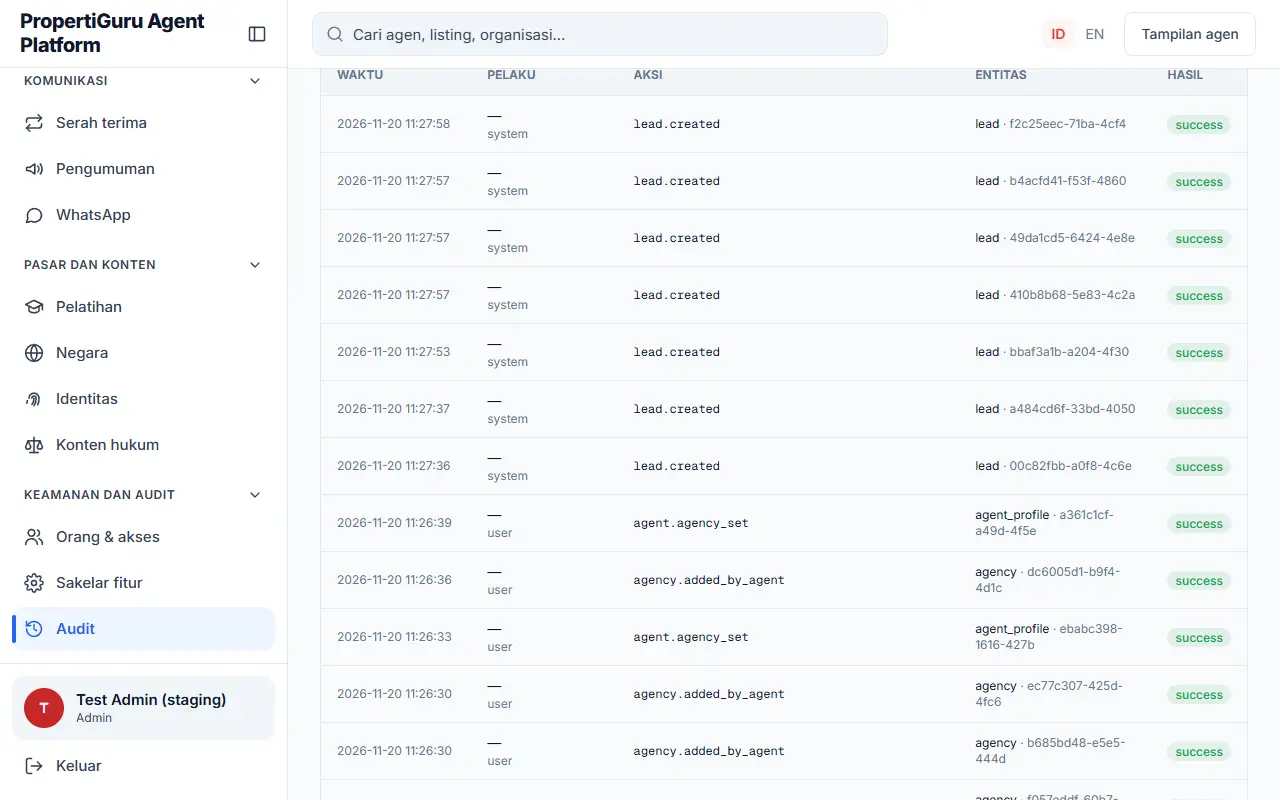 PropertiGuru Agent
Platform
Cari agen, listing, organisasi...
ID
EN
Tampilan agen
KOMUNIKASI
Serah terima
Pengumuman
WhatsApp
PASAR DAN KONTEN
Pelatihan
Negara
Identitas
Konten hukum
KEAMANAN DAN AUDIT
Orang & akses
Sakelar fitur
Audit
T
Test Admin (staging)
Admin
Keluar
WAKTU PELAKU AKSI ENTITAS HASIL
2026-11-20 11:27:58 — lead.created lead · f2c25eec-71ba-4cf4 success
system
2026-11-20 11:27:57 — lead.created lead · b4acfd41-f53f-4860 success
system
2026-11-20 11:27:57 — lead.created lead · 49da1cd5-6424-4e8e success
system
2026-11-20 11:27:57 — lead.created lead · 410b8b68-5e83-4c2a success
system
2026-11-20 11:27:53 — lead.created lead · bbaf3a1b-a204-4f30 success
system
2026-11-20 11:27:37 — lead.created lead · a484cd6f-33bd-4050 success
system
2026-11-20 11:27:36 — lead.created lead · 00c82fbb-a0f8-4c6e success
system
2026-11-20 11:26:39 — agent.agency_set agent_profile · a361c1cf- success
user a49d-4f5e
2026-11-20 11:26:36 — agency.added_by_agent agency · dc6005d1-b9f4- success
user 4d1c
2026-11-20 11:26:33 — agent.agency_set agent_profile · ebabc398- success
user 1616-427b
2026-11-20 11:26:30 — agency.added_by_agent agency · ec77c307-425d- success
user 4fc6
2026-11-20 11:26:30 — agency.added_by_agent agency · b685bd48-e5e5- success
user 444d
agency